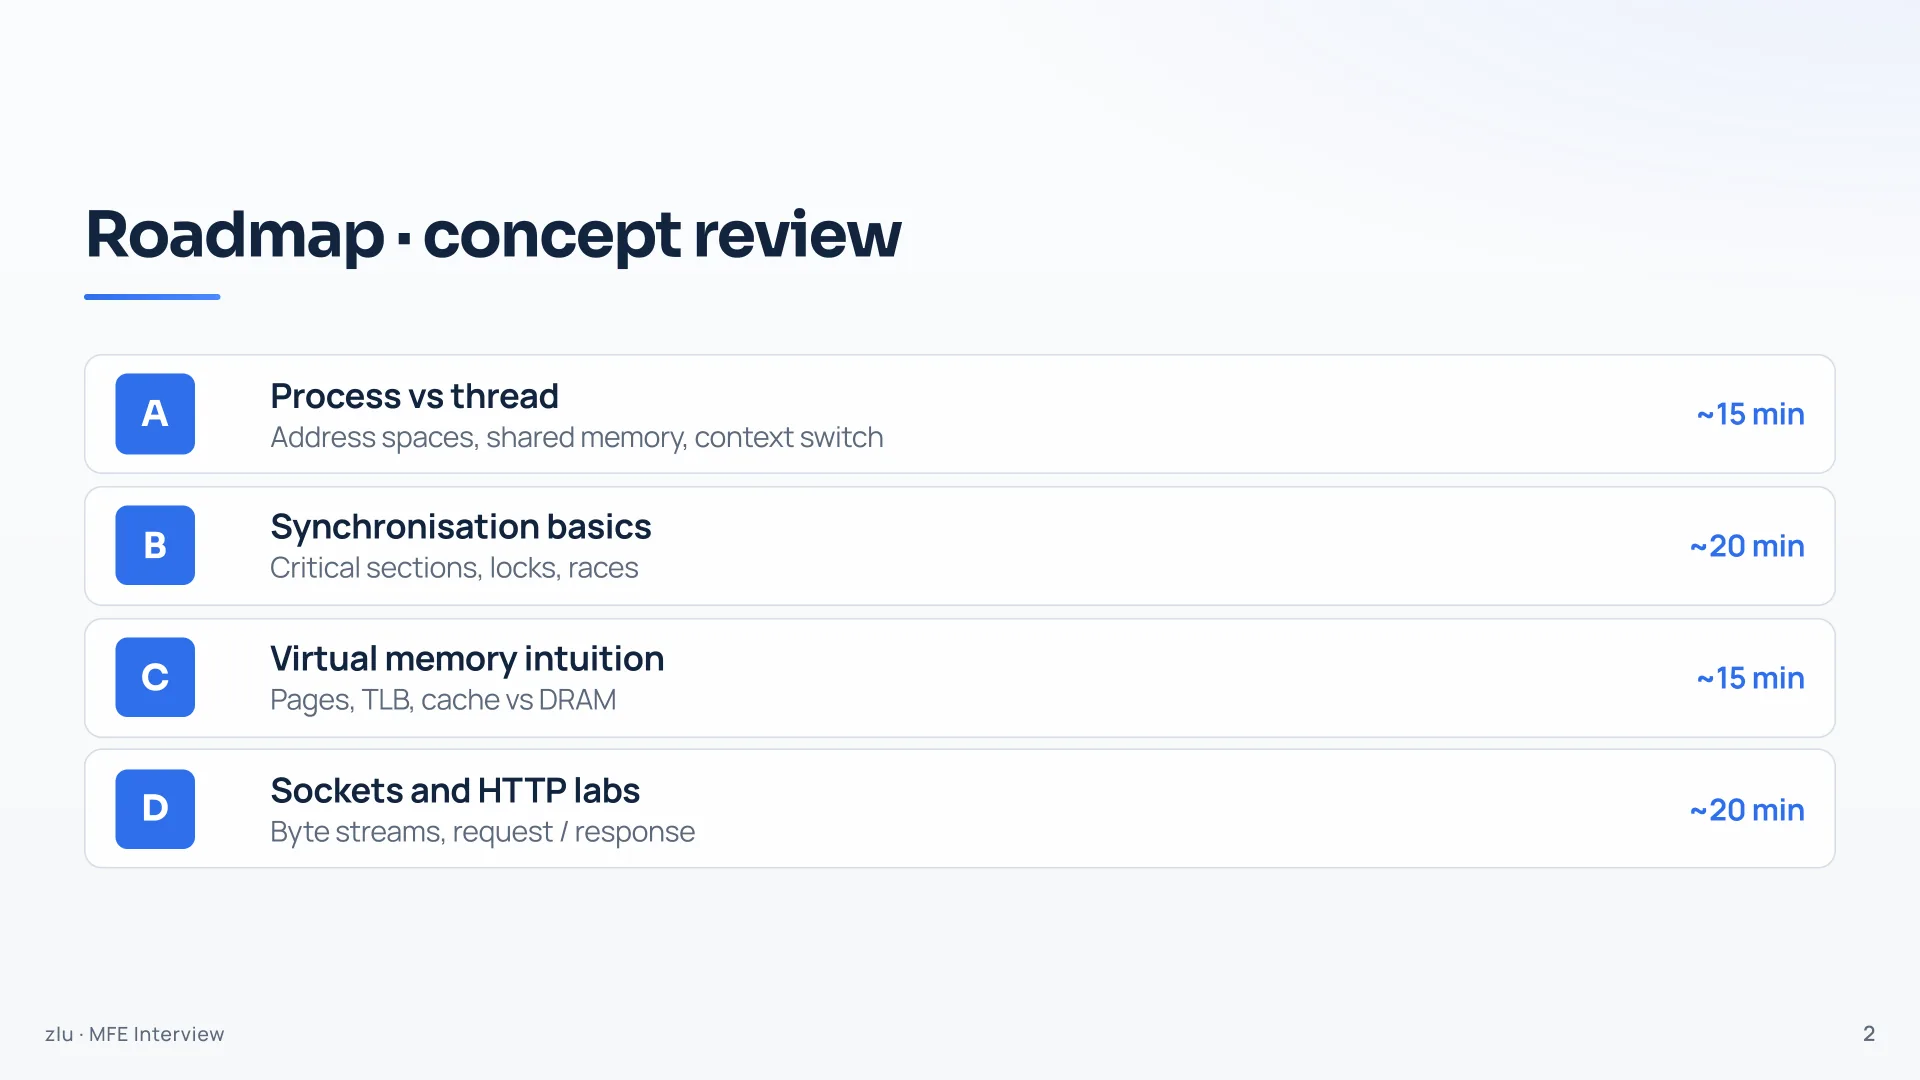 Roadmap · concept review
A
Process vs thread
Address spaces, shared memory, context switch
~15 min
B
Synchronisation basics
Critical sections, locks, races
~20 min
C
Virtual memory intuition
Pages, TLB, cache vs DRAM
~15 min
D
Sockets and HTTP labs
Byte streams, request / response
~20 min
zlu · MFE Interview
2